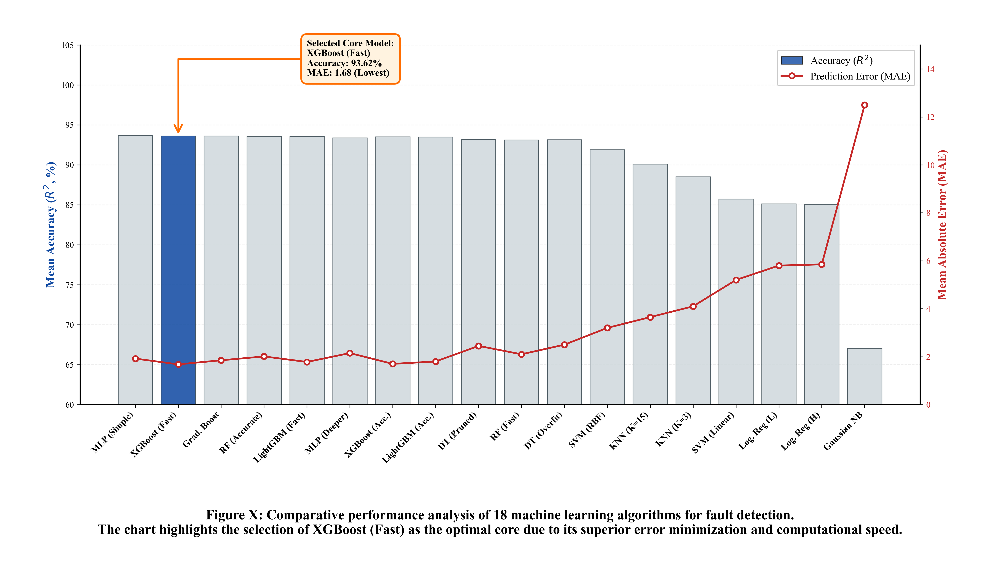 Selected Core Model:
XGBoost (Fast)
Accuracy: 93.62%
MAE: 1.68 (Lowest)
Accuracy (R²)
Prediction Error (MAE)
Mean Accuracy (R², %)
105
100
95
90
85
80
75
70
65
60
14
12
10
8
6
4
2
0
Mean Absolute Error (MAE)
MLP (Simple)
XGBoost (Fast)
Grad. Boost
RF (Accurate)
LightGBM (Fast)
MLP (Deeper)
XGBoost (Acc.)
LightGBM (Acc.)
DT (Pruned)
RF (Fast)
DT (Overfit)
SVM (RBF)
KNN (K=15)
KNN (K=3)
SVM (Linear)
Log. Reg (L)
Log. Reg (H)
Gaussian NB
Figure X: Comparative performance analysis of 18 machine learning algorithms for fault detection.
The chart highlights the selection of XGBoost (Fast) as the optimal core due to its superior error minimization and computational speed.